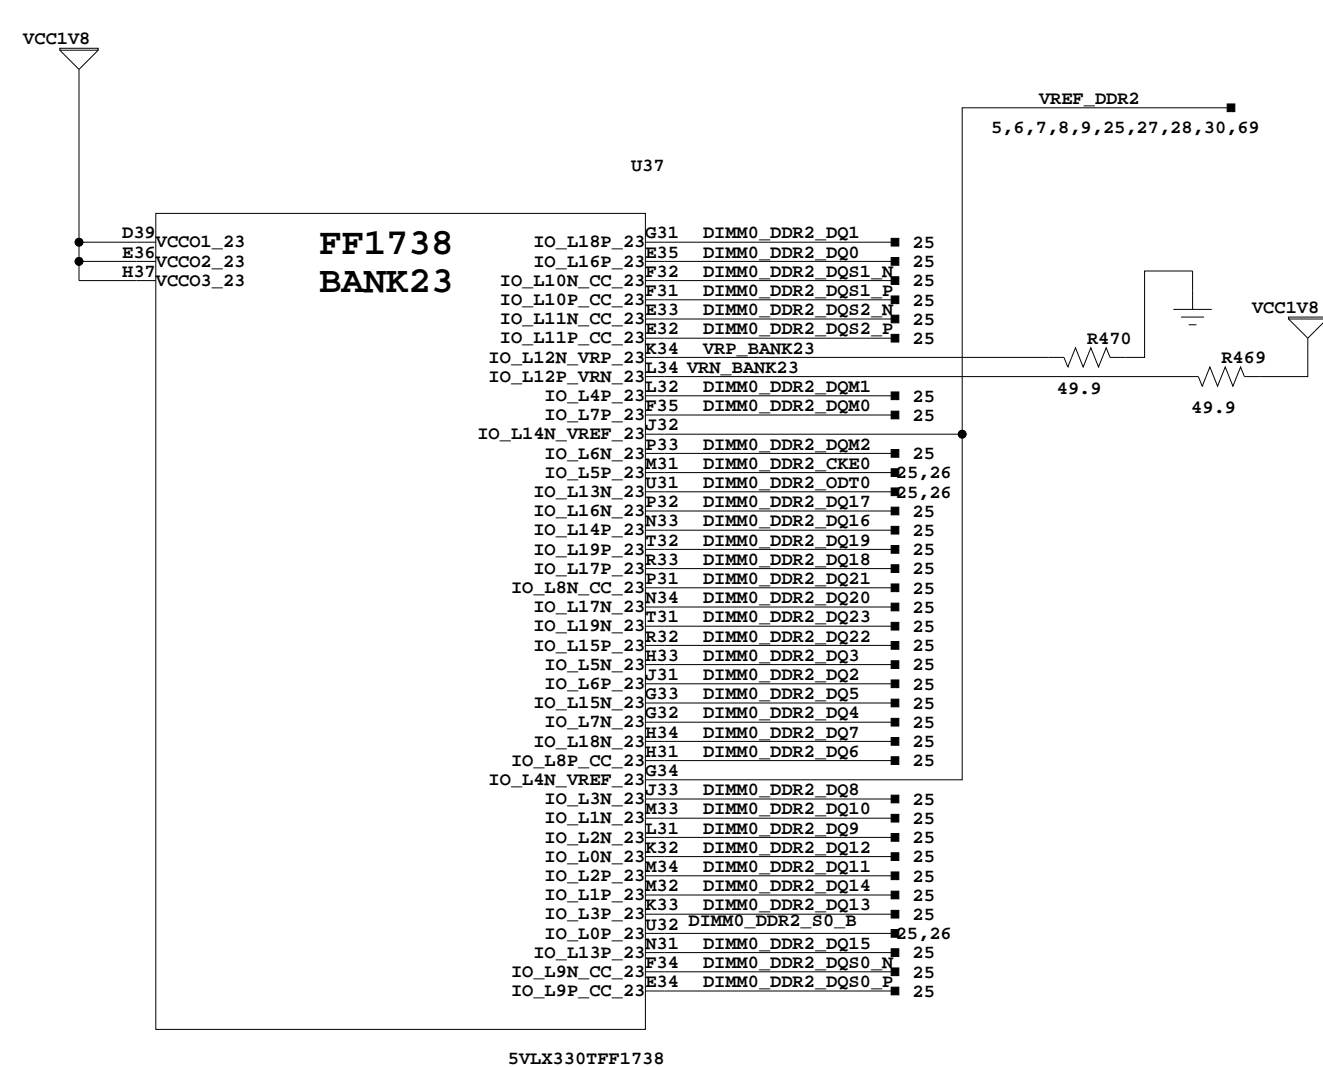 VCC1V8
VREF_DDR2
5,6,7,8,9,25,27,28,30,69
U37
FF1738
BANK23
D39 VCCO1_23
E36 VCCO2_23
H37 VCCO3_23
IO_L18P_23 G31 DIMM0_DDR2_DQ1 25
IO_L16P_23 E35 DIMM0_DDR2_DQ0 25
IO_L10N_CC_23 F32 DIMM0_DDR2_DQS1_N 25
IO_L10P_CC_23 F31 DIMM0_DDR2_DQS1_P 25
IO_L11N_CC_23 E33 DIMM0_DDR2_DQS2_N 25
IO_L11P_CC_23 E32 DIMM0_DDR2_DQS2_P 25
IO_L12N_VRP_23 K34 VRP_BANK23
R470
49.9
VCC1V8
IO_L12P_VRN_23 L34 VRN_BANK23
R469
49.9
IO_L4P_23 L32 DIMM0_DDR2_DQM1 25
IO_L7P_23 F35 DIMM0_DDR2_DQM0 25
IO_L14N_VREF_23 J32
IO_L6N_23 P33 DIMM0_DDR2_DQM2 25
IO_L5P_23 M31 DIMM0_DDR2_CKE0 25,26
IO_L13N_23 U31 DIMM0_DDR2_ODT0 25,26
IO_L16N_23 P32 DIMM0_DDR2_DQ17 25
IO_L14P_23 N33 DIMM0_DDR2_DQ16 25
IO_L19P_23 T32 DIMM0_DDR2_DQ19 25
IO_L17P_23 R33 DIMM0_DDR2_DQ18 25
IO_L8N_CC_23 P31 DIMM0_DDR2_DQ21 25
IO_L17N_23 N34 DIMM0_DDR2_DQ20 25
IO_L19N_23 T31 DIMM0_DDR2_DQ23 25
IO_L15P_23 R32 DIMM0_DDR2_DQ22 25
IO_L5N_23 H33 DIMM0_DDR2_DQ3 25
IO_L6P_23 J31 DIMM0_DDR2_DQ2 25
IO_L15N_23 G33 DIMM0_DDR2_DQ5 25
IO_L7N_23 G32 DIMM0_DDR2_DQ4 25
IO_L18N_23 H34 DIMM0_DDR2_DQ7 25
IO_L8P_CC_23 H31 DIMM0_DDR2_DQ6 25
IO_L4N_VREF_23 G34
IO_L3N_23 J33 DIMM0_DDR2_DQ8 25
IO_L1N_23 M33 DIMM0_DDR2_DQ10 25
IO_L2N_23 L31 DIMM0_DDR2_DQ9 25
IO_L0N_23 K32 DIMM0_DDR2_DQ12 25
IO_L2P_23 M34 DIMM0_DDR2_DQ11 25
IO_L1P_23 M32 DIMM0_DDR2_DQ14 25
IO_L3P_23 K33 DIMM0_DDR2_DQ13 25
IO_L0P_23 U32 DIMM0_DDR2_S0_B 25,26
IO_L13P_23 N31 DIMM0_DDR2_DQ15 25
IO_L9N_CC_23 F34 DIMM0_DDR2_DQS0_N 25
IO_L9P_CC_23 E34 DIMM0_DDR2_DQS0_P 25
5VLX330TFF1738